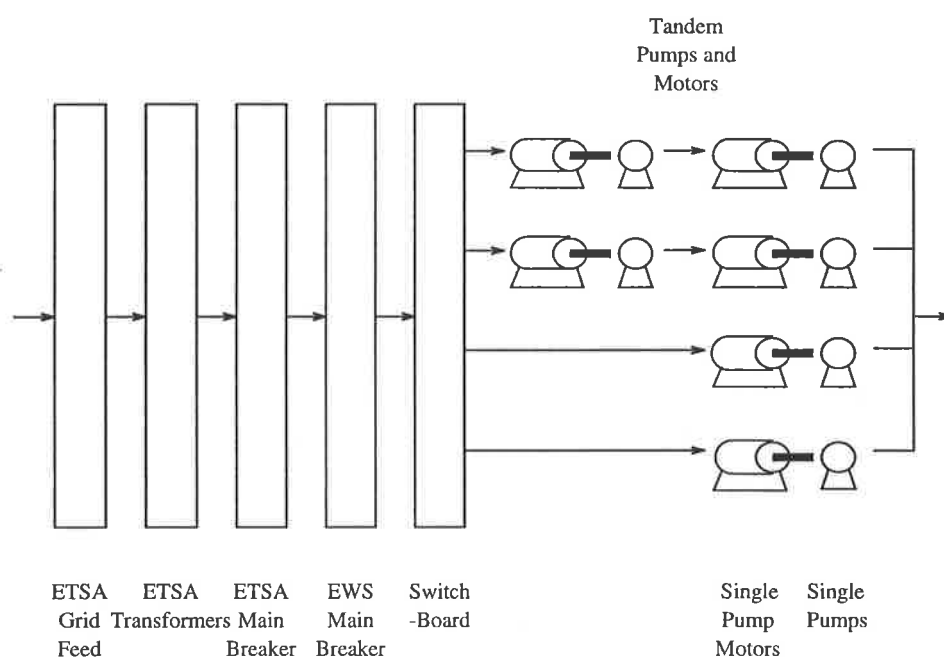 Tandem
Pumps and
Motors
ETSA
Grid
Feed
ETSA
Transformers
ETSA
Main
Breaker
EWS
Main
Breaker
Switch
-Board
Single
Pump
Motors
Single
Pumps